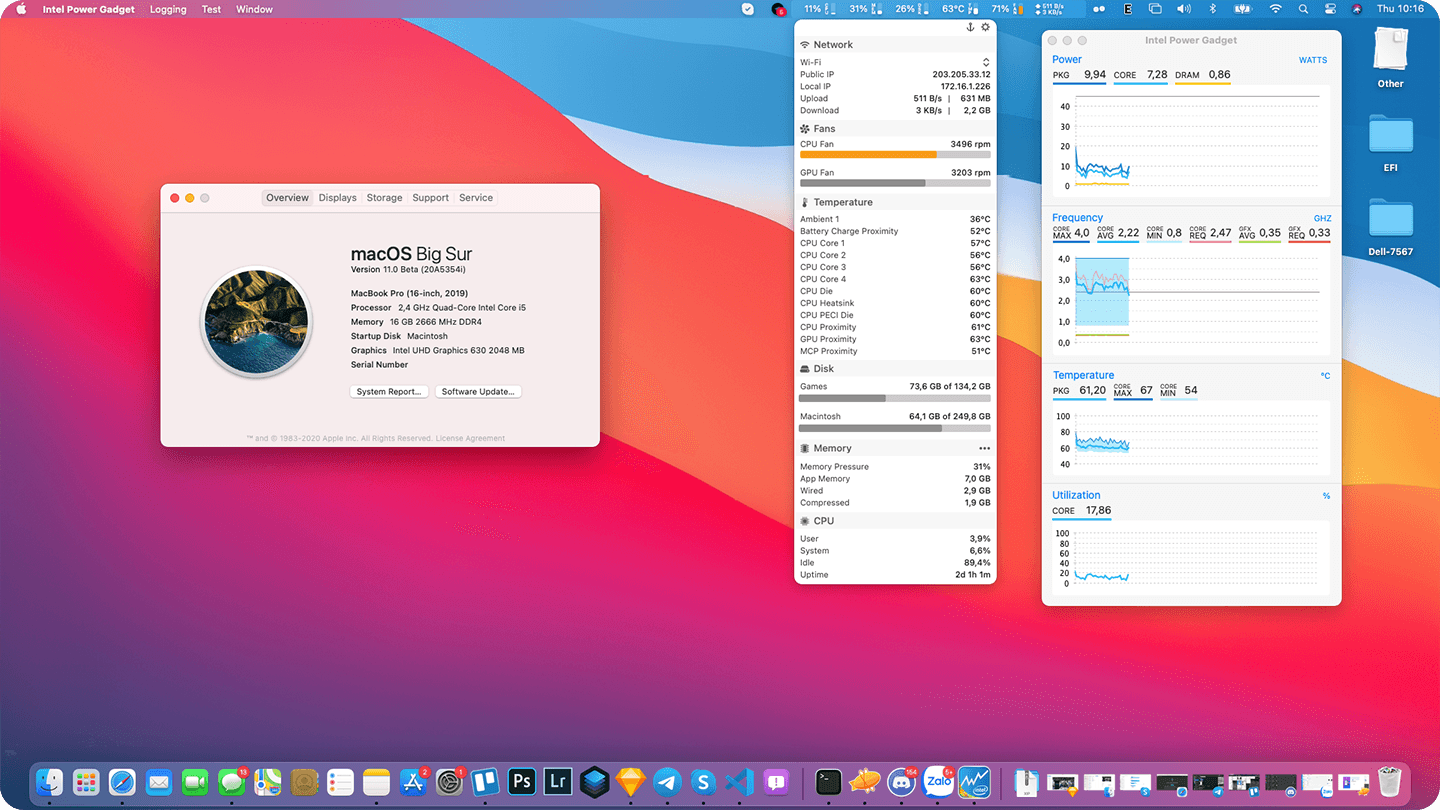 Intel Power Gadget Logging Test Window
11% 31% 26% 63°C 71% 511 B/s 3 KB/s Thu 10:16
Network
Wi-Fi
Public IP 203.205.33.12
Local IP 172.16.1.226
Upload 511 B/s | 631 MB
Download 3 KB/s | 2,2 GB
Fans
CPU Fan 3496 rpm
GPU Fan 3203 rpm
Temperature
Ambient 1 36°C
Battery Charge Proximity 52°C
CPU Core 1 57°C
CPU Core 2 56°C
CPU Core 3 56°C
CPU Core 4 63°C
CPU Die 60°C
CPU Heatsink 60°C
CPU PECI Die 60°C
CPU Proximity 61°C
GPU Proximity 63°C
MCP Proximity 51°C
Disk
Games 73,6 GB of 134,2 GB
Macintosh 64,1 GB of 249,8 GB
Memory
Memory Pressure 31%
App Memory 7,0 GB
Wired 2,9 GB
Compressed 1,9 GB
CPU
User 3,9%
System 6,6%
Idle 89,4%
Uptime 2d 1h 1m
Intel Power Gadget
Power WATTS
PKG 9,94 CORE 7,28 DRAM 0,86
40
30
20
10
0
Frequency GHZ
CORE MAX 4,0 CORE AVG 2,22 CORE MIN 0,8 CORE REQ 2,47 GFX AVG 0,35 GFX REQ 0,33
4,0
3,0
2,0
1,0
0,0
Temperature °C
PKG 61,20 CORE MAX 67 CORE MIN 54
100
80
60
40
Utilization %
CORE 17,86
100
80
60
40
20
0
Other
EFI
Dell-7567
Overview Displays Storage Support Service
macOS Big Sur
Version 11.0 Beta (20A5354i)
MacBook Pro (16-inch, 2019)
Processor 2,4 GHz Quad-Core Intel Core i5
Memory 16 GB 2666 MHz DDR4
Startup Disk Macintosh
Graphics Intel UHD Graphics 630 2048 MB
Serial Number
System Report... Software Update...
™ and © 1983-2020 Apple Inc. All Rights Reserved. License Agreement
13 2 1 Ps Lr S 154 Zalo 5+ intel